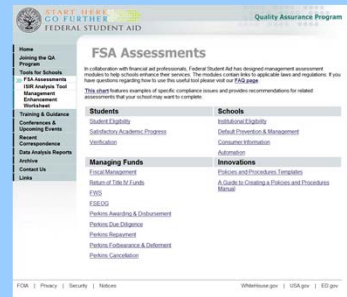 START HERE
GO FURTHER
FEDERAL STUDENT AID
Quality Assurance Program
Home
Joining the QA
Program
Tools for Schools
FSA Assessments
ISIR Analysis Tool
Management
Enhancement
Worksheet
Training & Guidance
Conferences &
Upcoming Events
Recent
Correspondence
Data Analysis Reports
Archive
Contact Us
Links
FSA Assessments
In collaboration with financial aid professionals, Federal Student Aid has designed management assessment
modules to help schools enhance their services. The modules contain links to applicable laws and regulations. If you
have questions regarding how to use this useful tool please visit our FAQ page.
This chart features examples of specific compliance issues and provides recommendations for related
assessments that your school may want to complete.
Students
Student Eligibility
Satisfactory Academic Progress
Verification
Schools
Institutional Eligibility
Default Prevention & Management
Consumer Information
Automation
Managing Funds
Fiscal Management
Return of Title IV Funds
FWS
FSEOG
Perkins Awarding & Disbursement
Perkins Due Diligence
Perkins Repayment
Perkins Forbearance & Deferment
Perkins Cancellation
Innovations
Policies and Procedures Templates
A Guide to Creating a Policies and Procedures
Manual
FOIA | Privacy | Security | Notices
WhiteHouse.gov | USA.gov | ED.gov